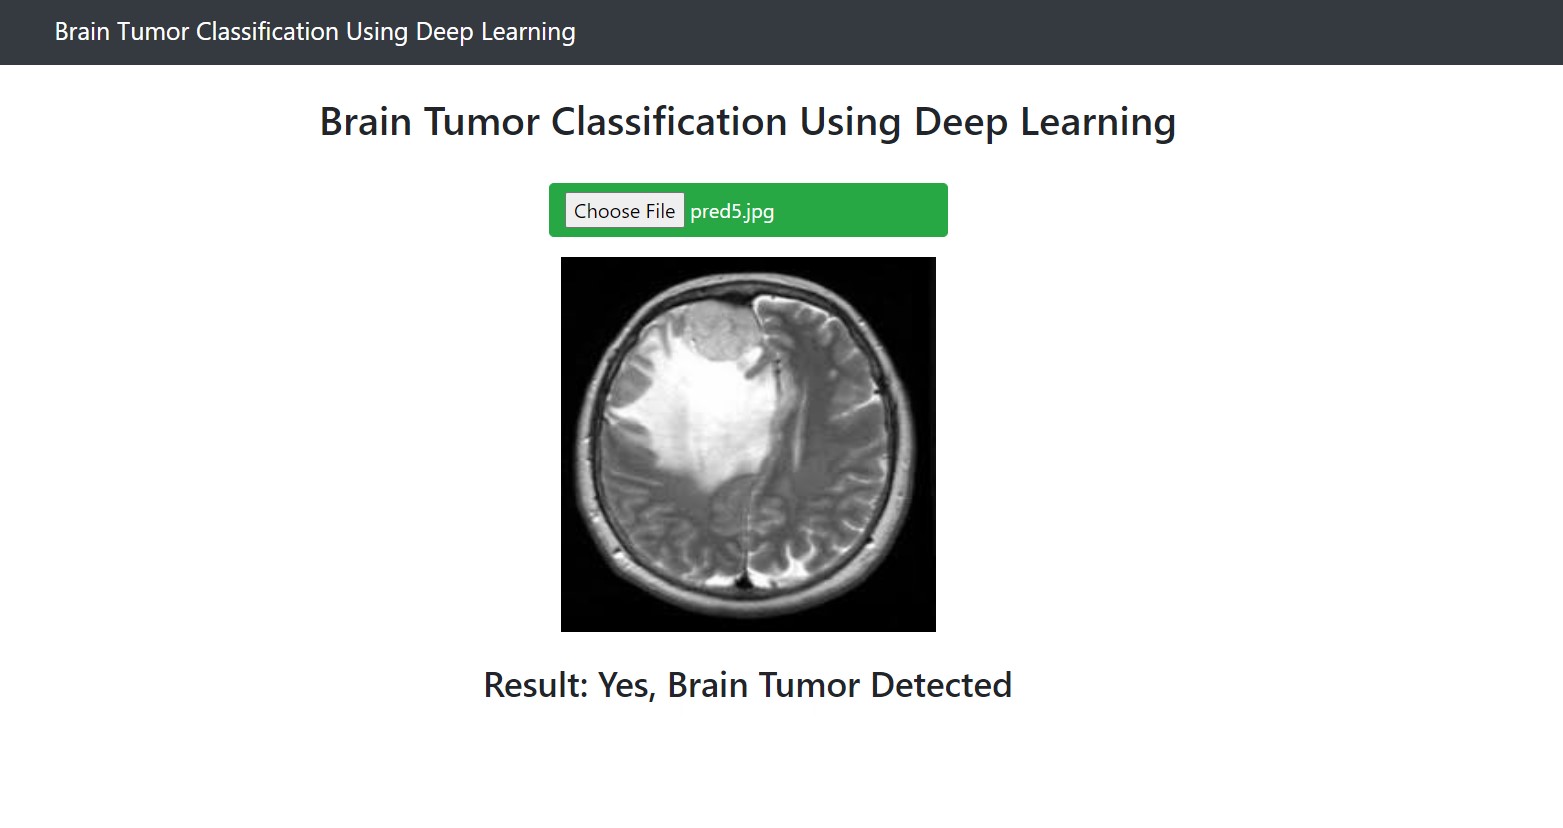 Brain Tumor Classification Using Deep Learning
Brain Tumor Classification Using Deep Learning
Choose File pred5.jpg
Result: Yes, Brain Tumor Detected